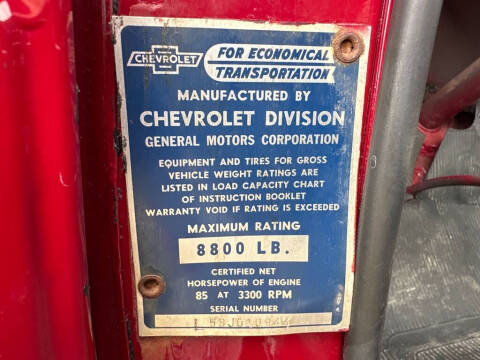 CHEVROLET
FOR ECONOMICAL
TRANSPORTATION
MANUFACTURED BY
CHEVROLET DIVISION
GENERAL MOTORS CORPORATION
EQUIPMENT AND TIRES FOR GROSS
VEHICLE WEIGHT RATINGS ARE
LISTED IN LOAD CAPACITY CHART
OF INSTRUCTION BOOKLET
WARRANTY VOID IF RATING IS EXCEEDED
MAXIMUM RATING
8800 LB.
CERTIFIED NET
HORSEPOWER OF ENGINE
85 AT 3300 RPM
SERIAL NUMBER